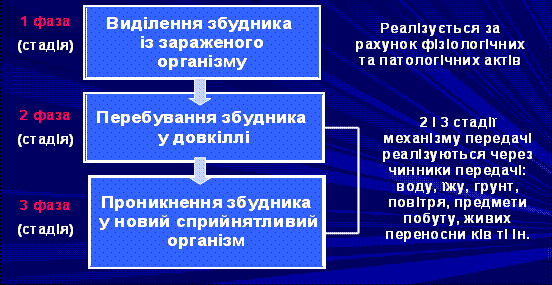 1 фаза
(стадія)
Виділення збудника
із зараженого
організму
Реалізується за
рахунок фізіологічних
та патологічних актів
2 фаза
(стадія)
Перебування збудника
у довкіллі
3 фаза
(стадія)
Проникнення збудника
у новий сприйнятливий
організм
2 і 3 стадії
механізму передачі
реалізуються через
чинники передачі:
воду, їжу, грунт,
повітря, предмети
побуту, живих
переносни ків ті ін.